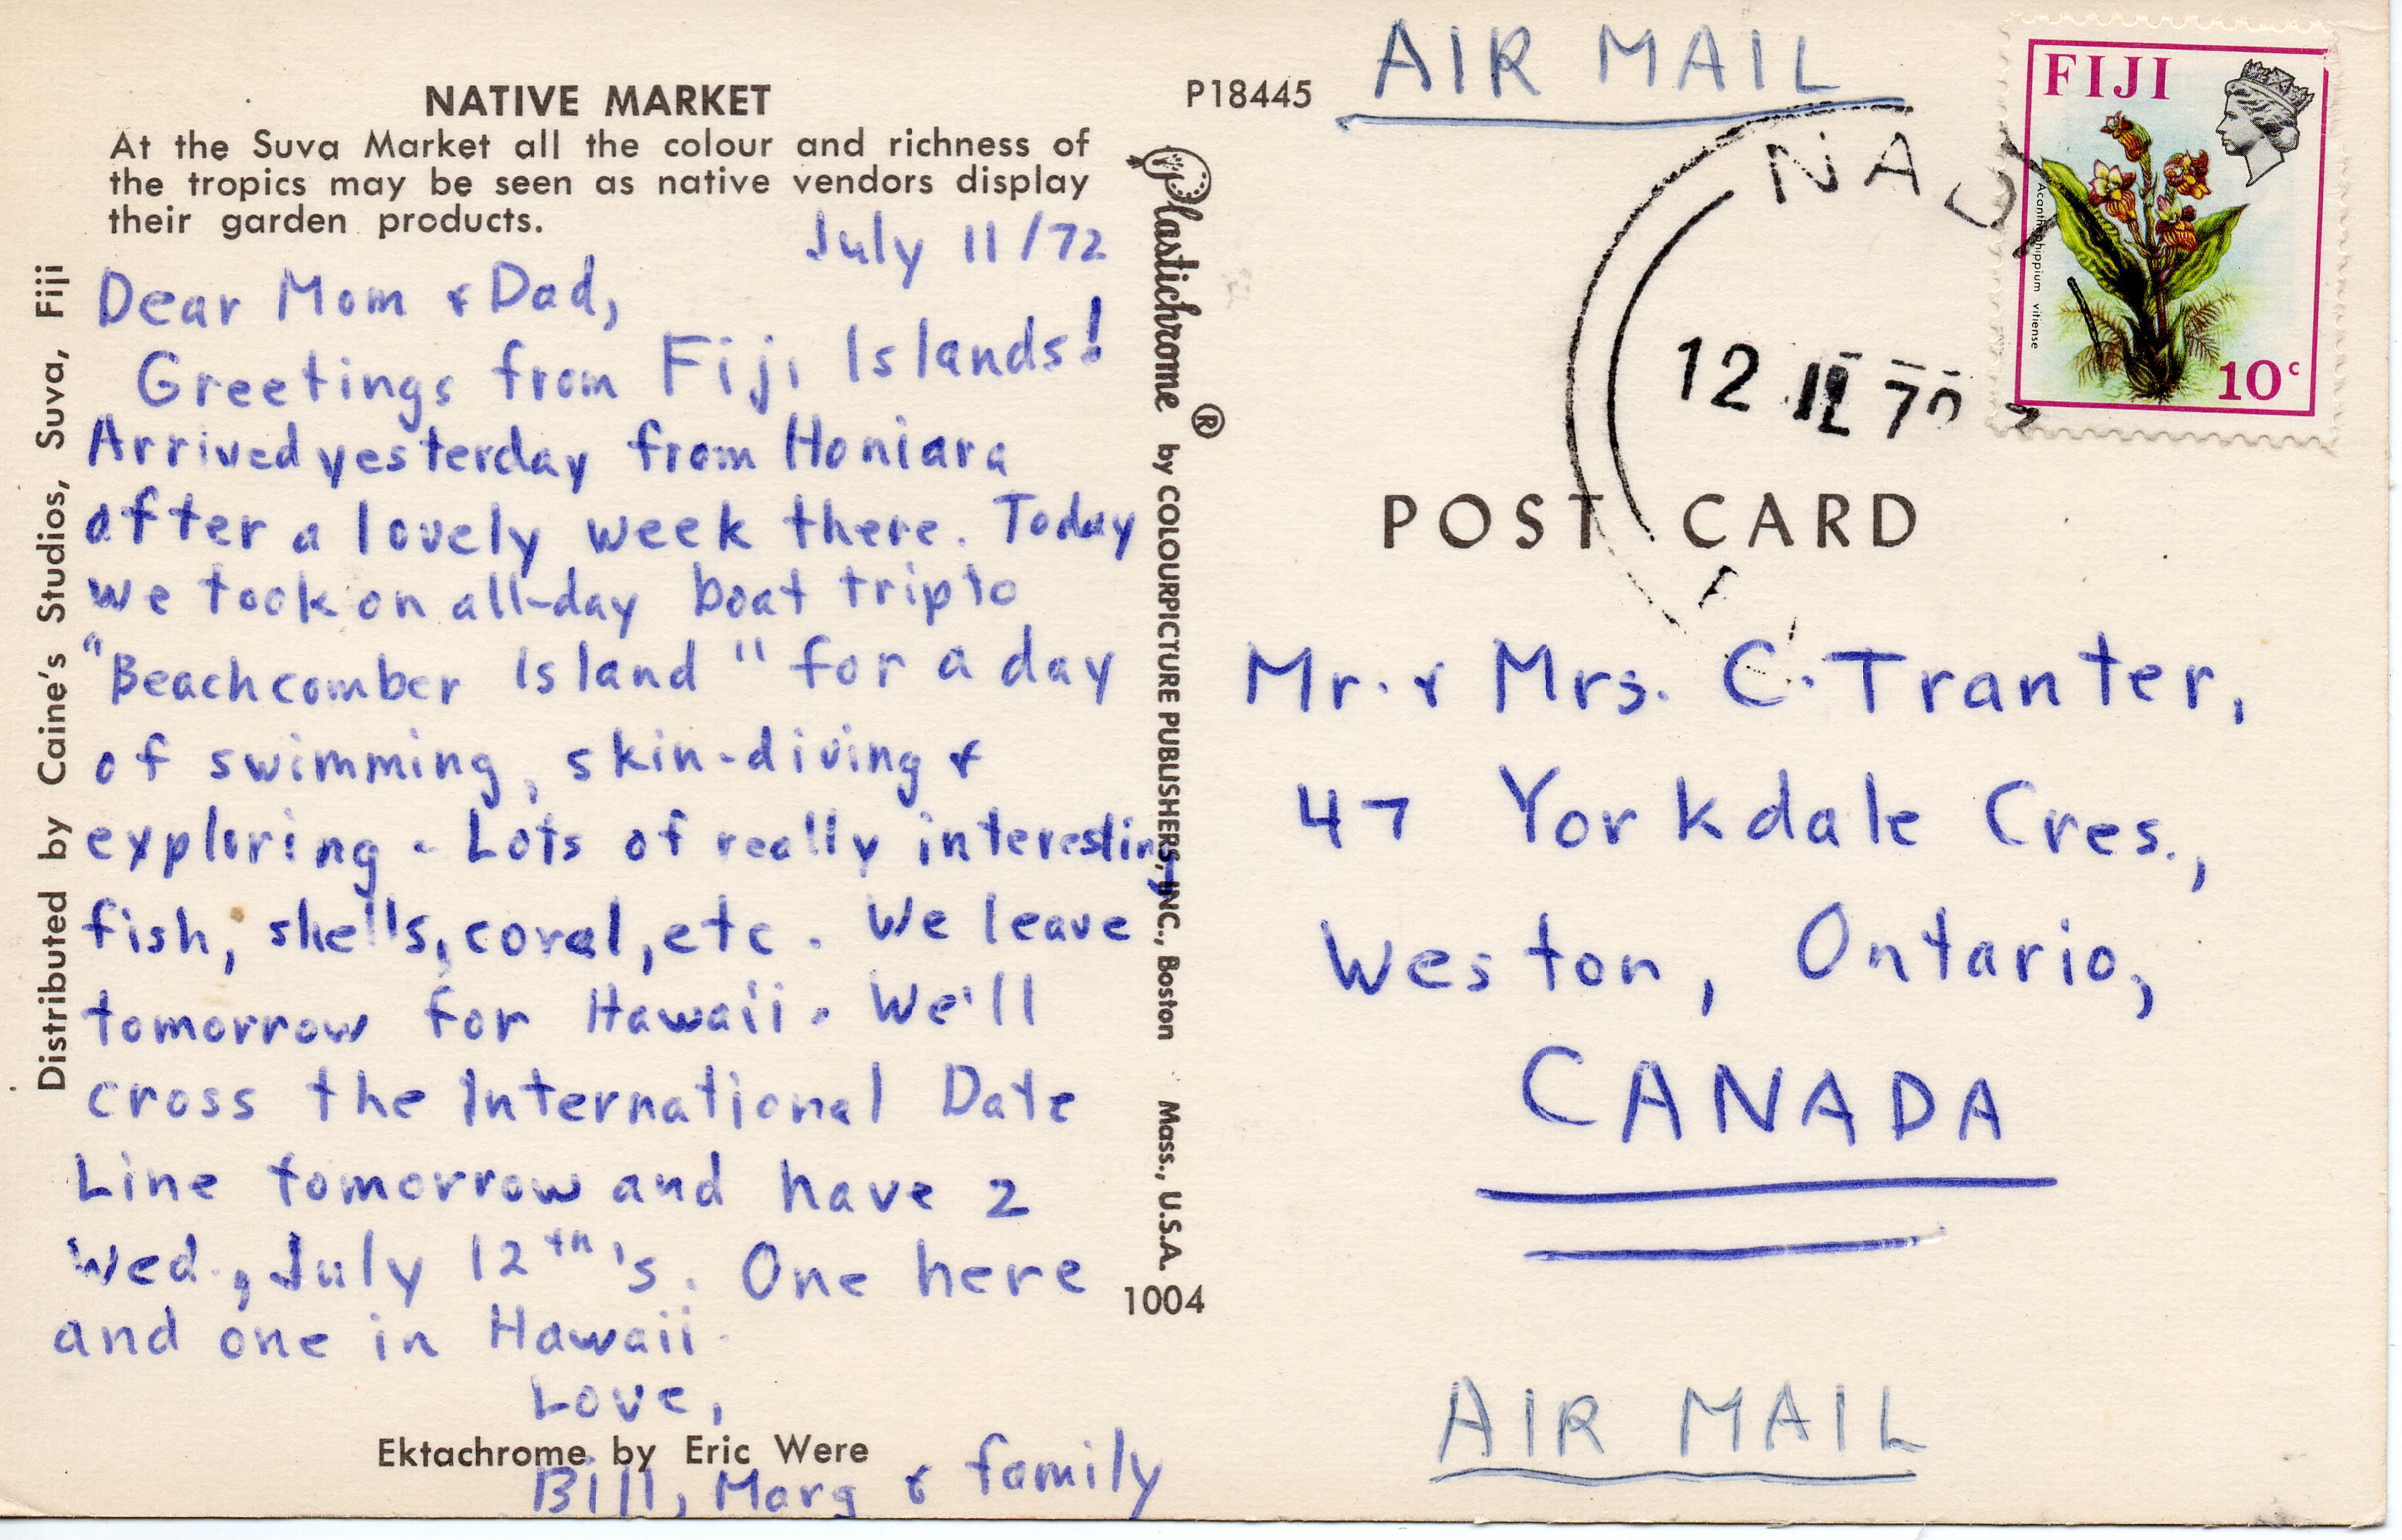 NATIVE MARKET
At the Suva Market all the colour and richness of
the tropics may be seen as native vendors display
their garden products.
July 11/72
Dear Mom & Dad,
Greetings from Fiji Islands!
Arrived yesterday from Honiara
after a lovely week there. Today
we took on all-day boat trip to
"Beachcomber Island" for a day
of swimming, skin-diving &
exploring - Lots of really interesting
fish, shells, coral, etc. We leave
tomorrow for Hawaii. We'll
cross the International Date
Line tomorrow and have 2
Wed., July 12th's. One here
and one in Hawaii.
Love,
Bill, Marg & family
Ektachrome by Eric Were
Distributed by Caine's Studios, Suva, Fiji
P18445
Plastichrome ® by COLOURPICTURE PUBLISHERS, INC., Boston Mass., U.S.A.
1004
AIR MAIL
FIJI
Acanthephippium vitiense
10c
NADI
12 
POST CARD
Mr. & Mrs. C. Tranter,
47 Yorkdale Cres.,
Weston, Ontario,
CANADA
AIR MAIL